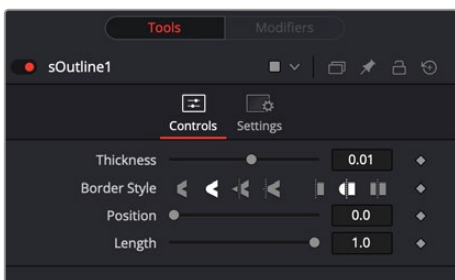 Tools Modifiers
sOutline1
Controls Settings
Thickness 0.01
Border Style
Position 0.0
Length 1.0